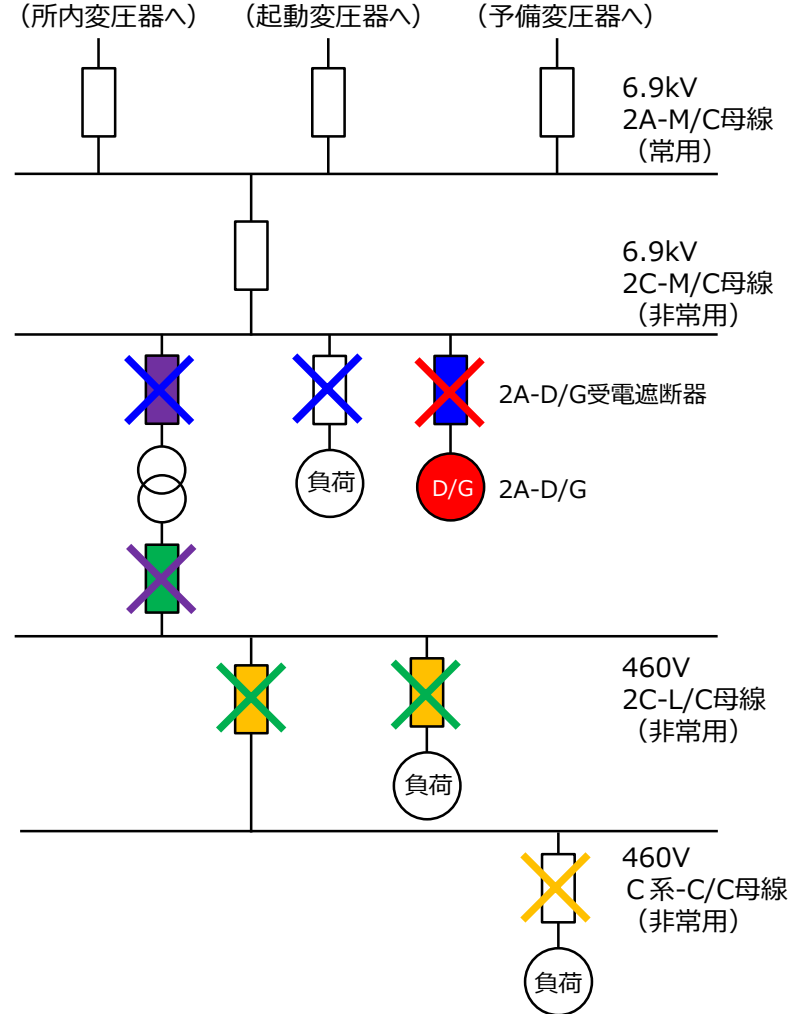 （所内変圧器へ） （起動変圧器へ） （予備変圧器へ）
6.9kV
2A-M/C母線
（常用）
6.9kV
2C-M/C母線
（非常用）
2A-D/G受電遮断器
負荷
D/G
2A-D/G
460V
2C-L/C母線
（非常用）
負荷
460V
C系-C/C母線
（非常用）
負荷